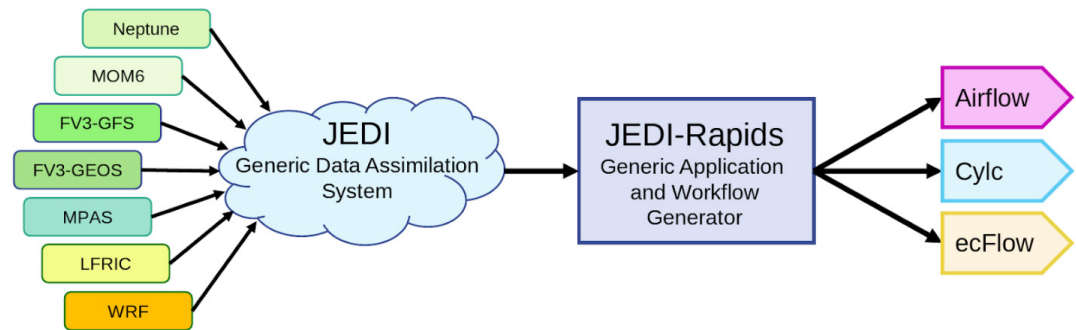 Neptune
MOM6
FV3-GFS
FV3-GEOS
MPAS
LFRIC
WRF
JEDI
Generic Data Assimilation
System
JEDI-Rapids
Generic Application
and Workflow
Generator
Airflow
Cylc
ecFlow